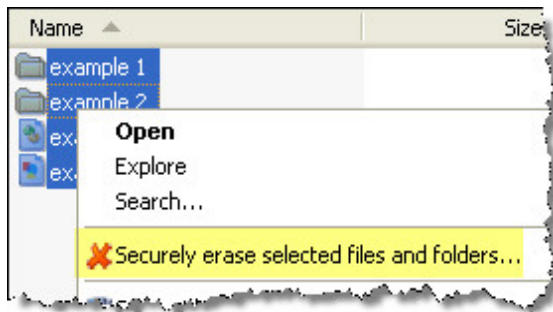 Name Size
example 1
example 2
Open
Explore
Search...
Securely erase selected files and folders...